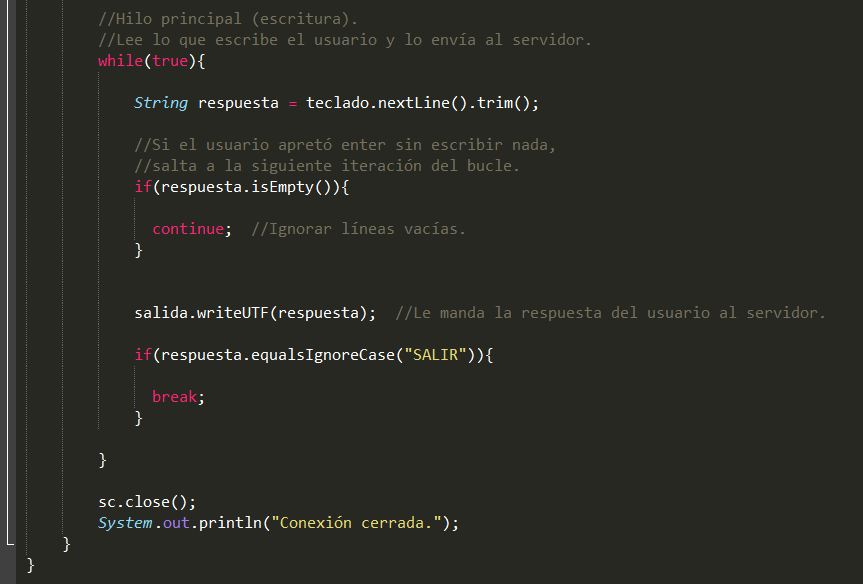 //Hilo principal (escritura).
//Lee lo que escribe el usuario y lo envía al servidor.
while(true){
String respuesta = teclado.nextLine().trim();
//Si el usuario apretó enter sin escribir nada,
//salta a la siguiente iteración del bucle.
if(respuesta.isEmpty()){
continue;  //Ignorar líneas vacías.
}
salida.writeUTF(respuesta);  //Le manda la respuesta del usuario al servidor.
if(respuesta.equalsIgnoreCase("SALIR")){
break;
}
}
sc.close();
System.out.println("Conexión cerrada.");
}
}